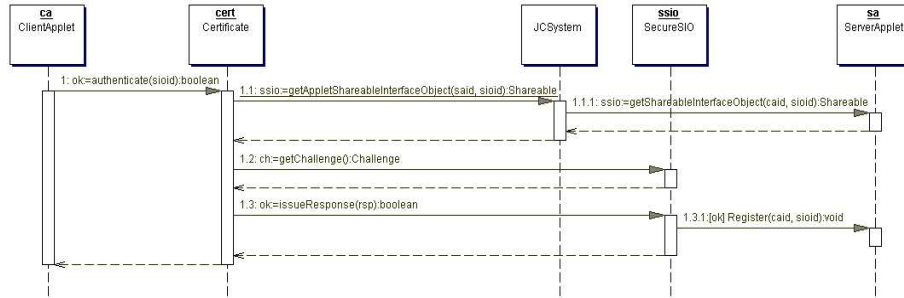 ca
ClientApplet
cert
Certificate
JCSystem
ssio
SecureSIO
sa
ServerApplet
1: ok:=authenticate(sioid):boolean
1.1: ssio:=getAppletShareableInterfaceObject(said, sioid):Shareable
1.1.1: ssio:=getShareableInterfaceObject(caid, sioid):Shareable
1.2: ch:=getChallenge():Challenge
1.3: ok:=issueResponse(rsp):boolean
1.3.1:[ok] Register(caid, sioid):void